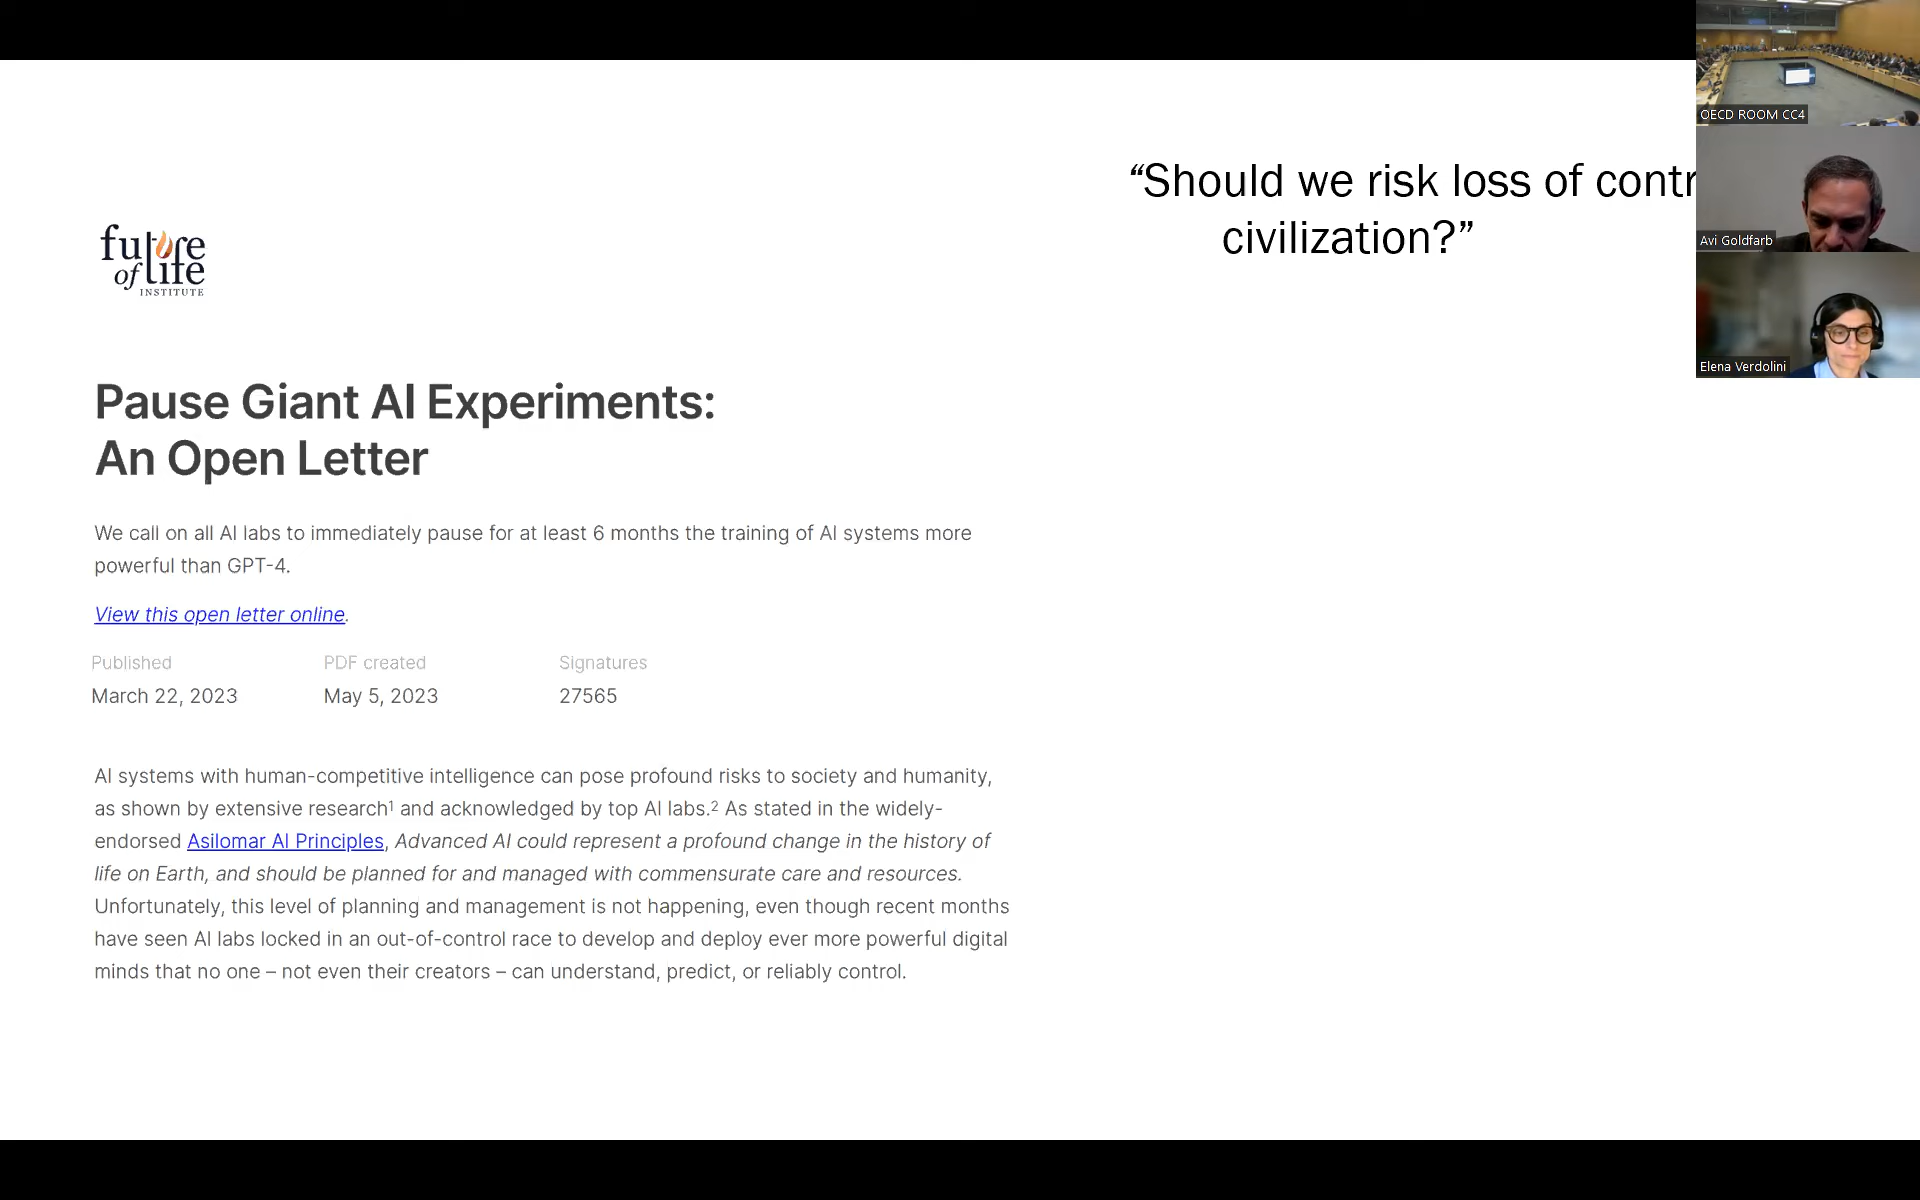 future
of life
INSTITUTE
Pause Giant AI Experiments:
An Open Letter
We call on all AI labs to immediately pause for at least 6 months the training of AI systems more
powerful than GPT-4.
View this open letter online.
Published PDF created Signatures
March 22, 2023 May 5, 2023 27565
AI systems with human-competitive intelligence can pose profound risks to society and humanity,
as shown by extensive research¹ and acknowledged by top AI labs.² As stated in the widely-
endorsed Asilomar AI Principles, Advanced AI could represent a profound change in the history of
life on Earth, and should be planned for and managed with commensurate care and resources.
Unfortunately, this level of planning and management is not happening, even though recent months
have seen AI labs locked in an out-of-control race to develop and deploy ever more powerful digital
minds that no one – not even their creators – can understand, predict, or reliably control.
“Should we risk loss of contr
civilization?”
OECD ROOM CC4
Avi Goldfarb
Elena Verdolini